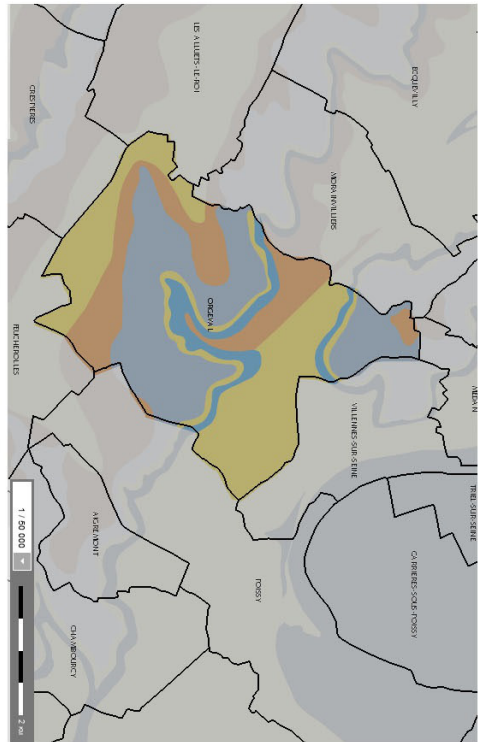 TRIEL-SUR-SEINE
MEDAN
ECQUEVILLY
CARRIERES-SOUS-POISSY
VILLENNES-SUR-SEINE
MORAINVILLIERS
POISSY
ORGEVAL
LES ALLUETS-LE-ROI
AIGREMONT
CHAMBOURCY
CRESPIERES
FEUCHEROLLES
1 / 50 000
2 KM